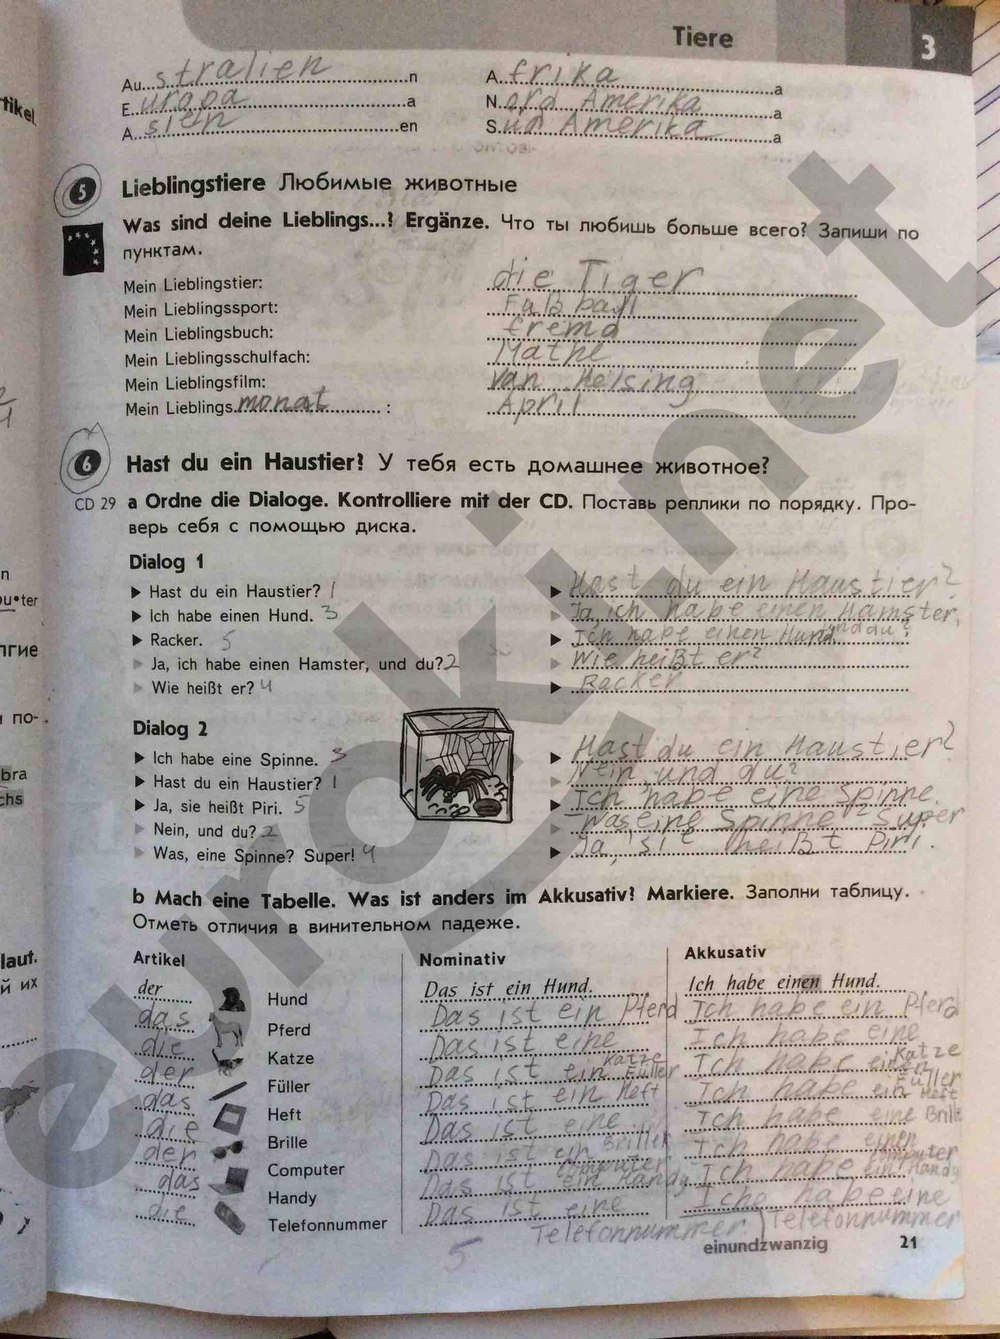 Tiere 3
Au stralien n A. frika a
E. uropa a N. ord Amerika a
A. sien en S. üd Amerika a
5 Lieblingstiere Любимые животные
Was sind deine Lieblings...? Ergänze. Что ты любишь больше всего? Запиши по
пунктам.
Mein Lieblingstier: die Tiger
Mein Lieblingssport: Fußball
Mein Lieblingsbuch:
Mein Lieblingsschulfach: Mathe
Mein Lieblingsfilm: Van Helsing
Mein Lieblings monat : April
6 Hast du ein Haustier? У тебя есть домашнее животное?
CD 29 a Ordne die Dialoge. Kontrolliere mit der CD. Поставь реплики по порядку. Про-
верь себя с помощью диска.
Dialog 1
Hast du ein Haustier? 1 Hast du ein Haustier?
Ich habe einen Hund. 3 Ja, ich habe einen Hamster,
Racker. 5 Ich habe einen Hund und du?
Ja, ich habe einen Hamster, und du? 2 Wie heißt er?
Wie heißt er? 4 Racker
Dialog 2
Ich habe eine Spinne. 3 Hast du ein Haustier?
Hast du ein Haustier? 1 Nein, und du?
Ja, sie heißt Piri. 5 Ich habe eine Spinne.
Nein, und du? 2 Was eine Spinne? Super
Was, eine Spinne? Super! 4 Ja, sie heißt Piri.
b Mach eine Tabelle. Was ist anders im Akkusativ? Markiere. Заполни таблицу.
Отметь отличия в винительном падеже.
Artikel Nominativ Akkusativ
der Hund Das ist ein Hund. Ich habe einen Hund.
das Pferd Das ist ein Pferd Ich habe ein Pferd
die Katze Das ist eine Katze Ich habe eine Katze
der Füller Das ist ein Füller Ich habe einen Füller
das Heft Das ist ein Heft Ich habe ein Heft
die Brille Das ist eine Brille Ich habe eine Brille
der Computer Das ist ein Computer Ich habe einen Computer
das Handy Das ist ein Handy Ich habe ein Handy
die Telefonnummer Das ist eine Telefonnummer Ich habe eine Telefonnummer
einundzwanzig 21
5
euroki.net